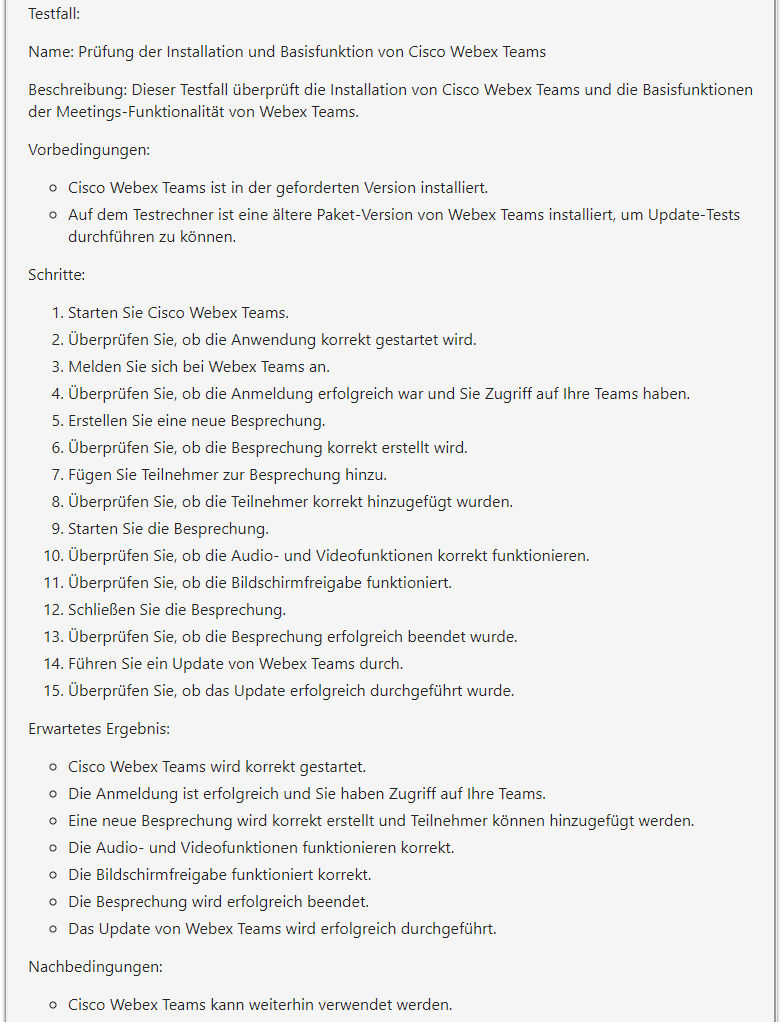 Testfall:
Name: Prüfung der Installation und Basisfunktion von Cisco Webex Teams
Beschreibung: Dieser Testfall überprüft die Installation von Cisco Webex Teams und die Basisfunktionen
der Meetings-Funktionalität von Webex Teams.
Vorbedingungen:
Cisco Webex Teams ist in der geforderten Version installiert.
Auf dem Testrechner ist eine ältere Paket-Version von Webex Teams installiert, um Update-Tests
durchführen zu können.
Schritte:
1. Starten Sie Cisco Webex Teams.
2. Überprüfen Sie, ob die Anwendung korrekt gestartet wird.
3. Melden Sie sich bei Webex Teams an.
4. Überprüfen Sie, ob die Anmeldung erfolgreich war und Sie Zugriff auf Ihre Teams haben.
5. Erstellen Sie eine neue Besprechung.
6. Überprüfen Sie, ob die Besprechung korrekt erstellt wird.
7. Fügen Sie Teilnehmer zur Besprechung hinzu.
8. Überprüfen Sie, ob die Teilnehmer korrekt hinzugefügt wurden.
9. Starten Sie die Besprechung.
10. Überprüfen Sie, ob die Audio- und Videofunktionen korrekt funktionieren.
11. Überprüfen Sie, ob die Bildschirmfreigabe funktioniert.
12. Schließen Sie die Besprechung.
13. Überprüfen Sie, ob die Besprechung erfolgreich beendet wurde.
14. Führen Sie ein Update von Webex Teams durch.
15. Überprüfen Sie, ob das Update erfolgreich durchgeführt wurde.
Erwartetes Ergebnis:
Cisco Webex Teams wird korrekt gestartet.
Die Anmeldung ist erfolgreich und Sie haben Zugriff auf Ihre Teams.
Eine neue Besprechung wird korrekt erstellt und Teilnehmer können hinzugefügt werden.
Die Audio- und Videofunktionen funktionieren korrekt.
Die Bildschirmfreigabe funktioniert korrekt.
Die Besprechung wird erfolgreich beendet.
Das Update von Webex Teams wird erfolgreich durchgeführt.
Nachbedingungen:
Cisco Webex Teams kann weiterhin verwendet werden.